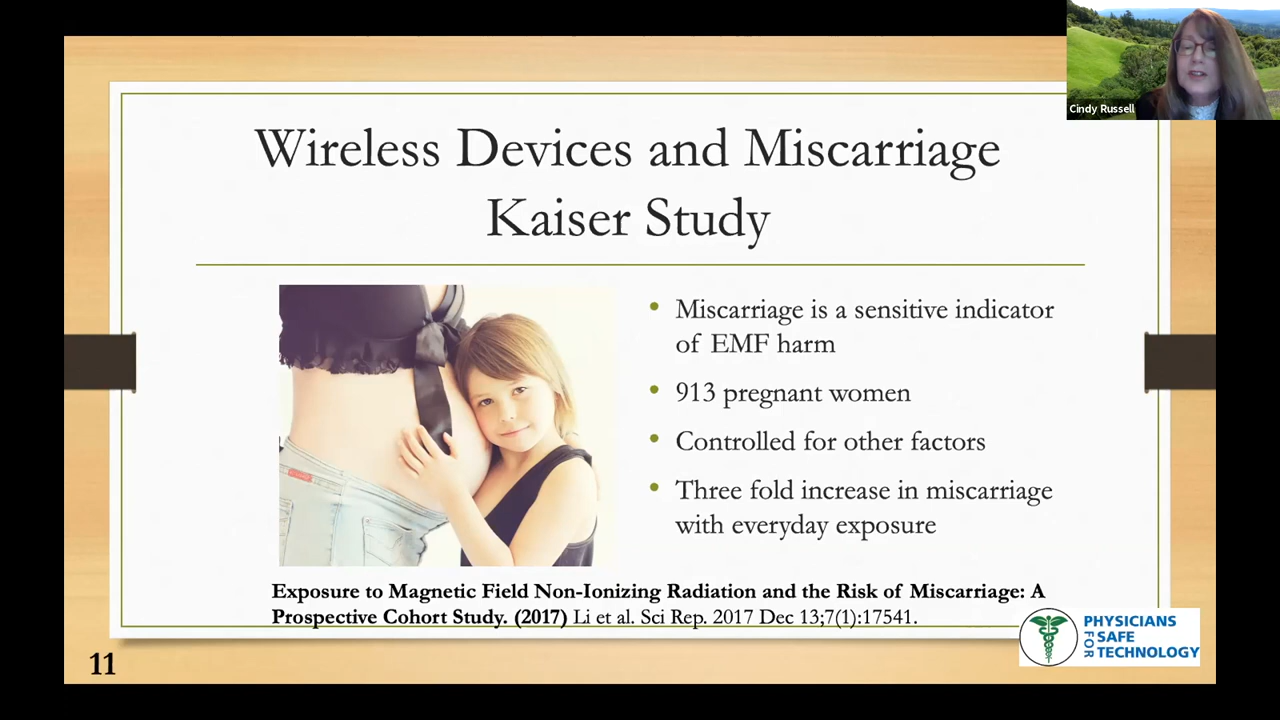 Cindy Russell
Wireless Devices and Miscarriage
Kaiser Study
• Miscarriage is a sensitive indicator
of EMF harm
• 913 pregnant women
• Controlled for other factors
• Three fold increase in miscarriage
with everyday exposure
Exposure to Magnetic Field Non-Ionizing Radiation and the Risk of Miscarriage: A
Prospective Cohort Study. (2017) Li et al. Sci Rep. 2017 Dec 13;7(1):17541.
PHYSICIANS
FOR SAFE
TECHNOLOGY
11